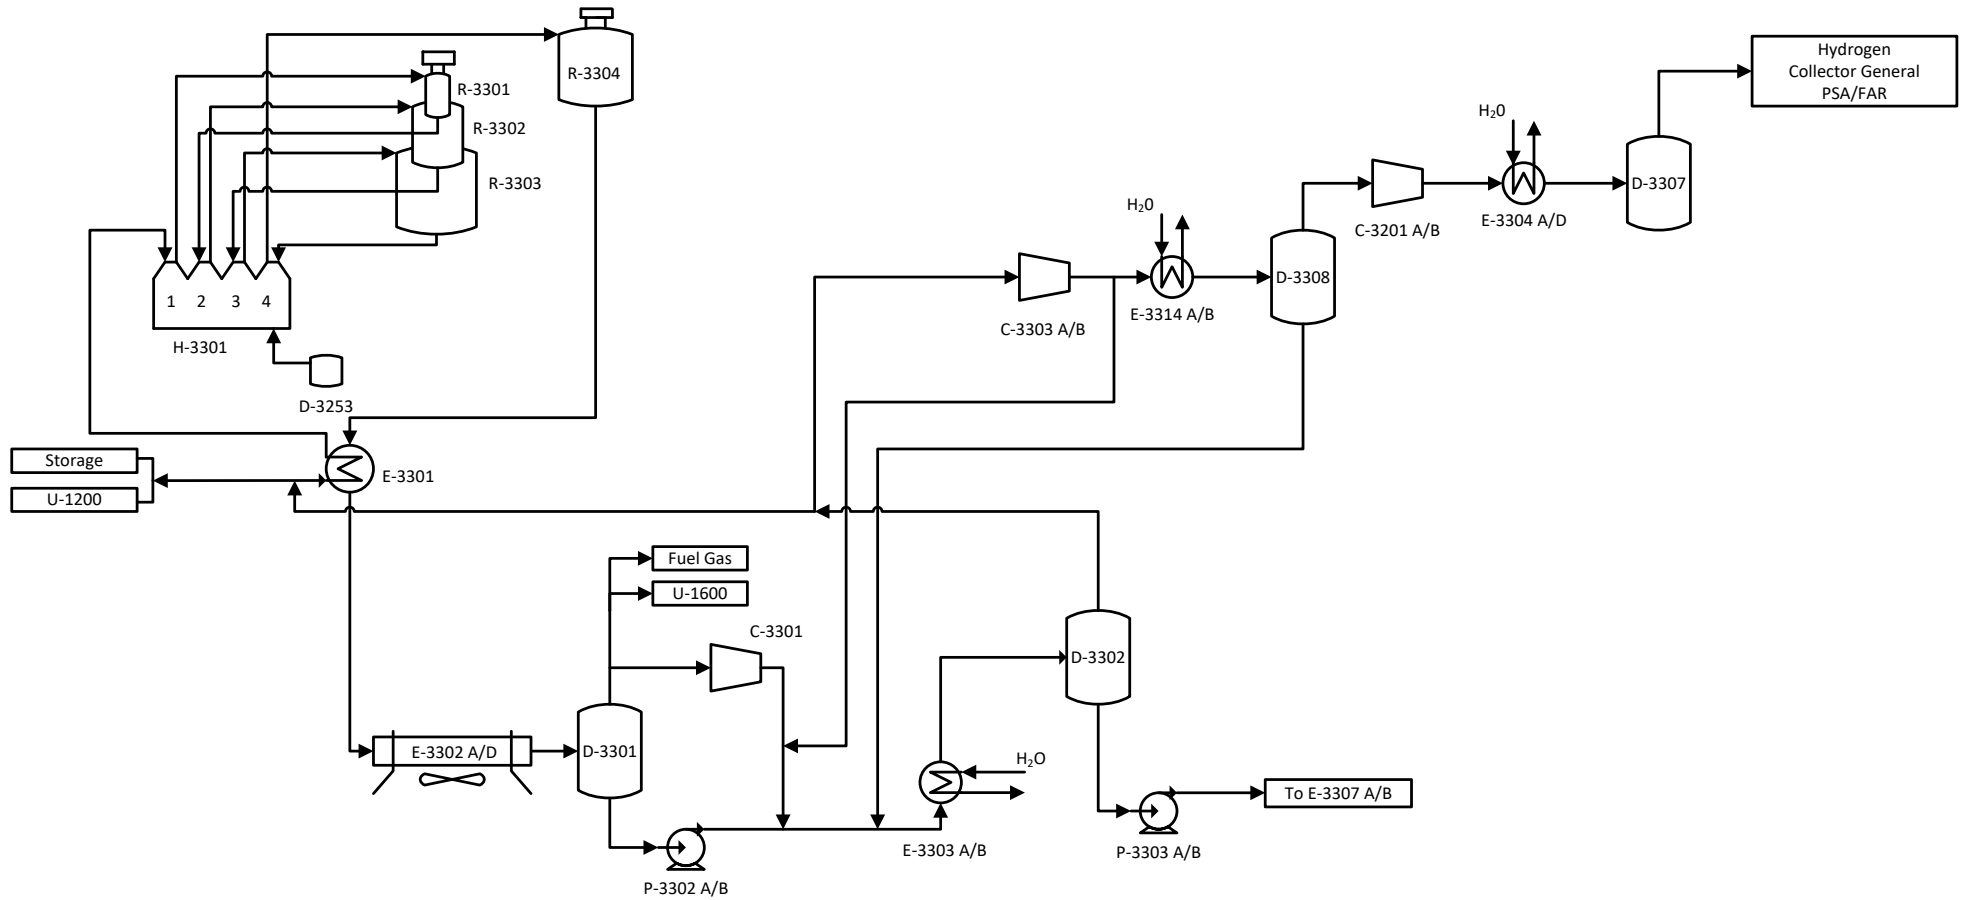 R-3304
R-3301
R-3302
R-3303
1 2 3 4
H-3301
D-3253
Storage
U-1200
E-3301
Hydrogen
Collector General
PSA/FAR
H₂0
D-3307
E-3304 A/D
C-3201 A/B
H₂0
D-3308
E-3314 A/B
C-3303 A/B
Fuel Gas
U-1600
C-3301
D-3302
E-3302 A/D
D-3301
H₂O
To E-3307 A/B
E-3303 A/B
P-3303 A/B
P-3302 A/B